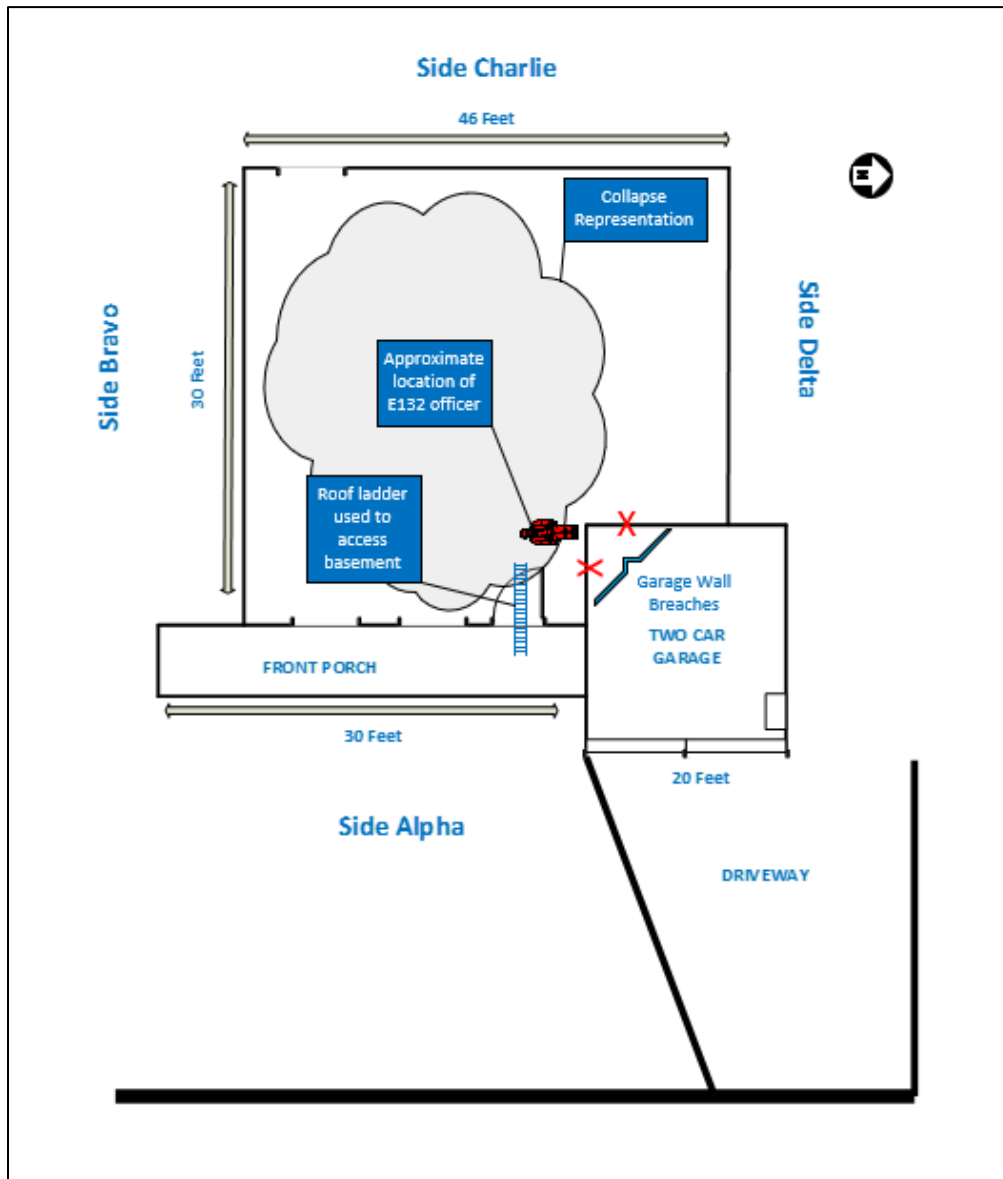 Side Charlie
46 Feet
N
Collapse
Representation
Side Bravo
30 Feet
Side Delta
Approximate
location of
E132 officer
Roof ladder
used to
access
basement
Garage Wall
Breaches
TWO CAR
GARAGE
FRONT PORCH
30 Feet
20 Feet
Side Alpha
DRIVEWAY